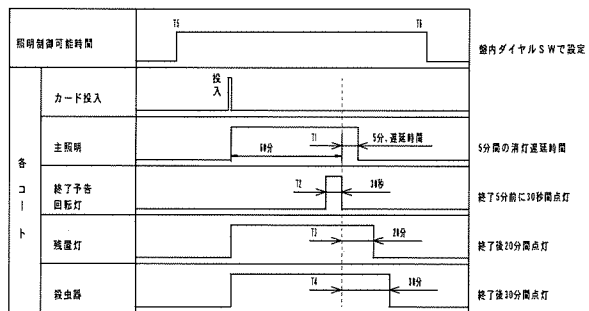 T5
T6
照明制御可能時間
盤内ダイヤルSWで設定
各コート
カード投入
投入
主照明
60分
T1
5分、遅延時間
5分間の消灯遅延時間
終了予告
回転灯
T2
30秒
終了5分前に30秒間点灯
残置灯
T3
20分
終了後20分間点灯
殺虫器
T4
30分
終了後30分間点灯